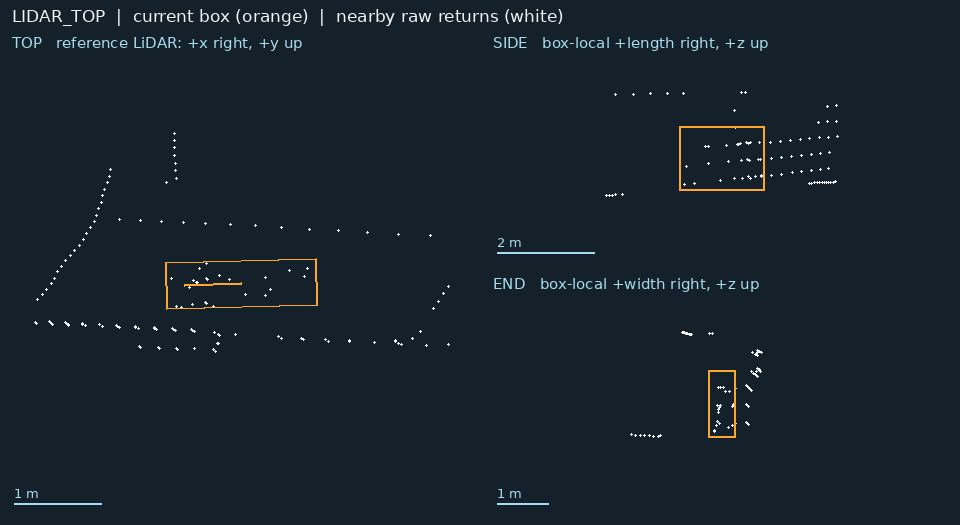 LIDAR_TOP | current box (orange) | nearby raw returns (white)
TOP reference LiDAR: +x right, +y up
SIDE box-local +length right, +z up
2 m
END box-local +width right, +z up
1 m
1 m